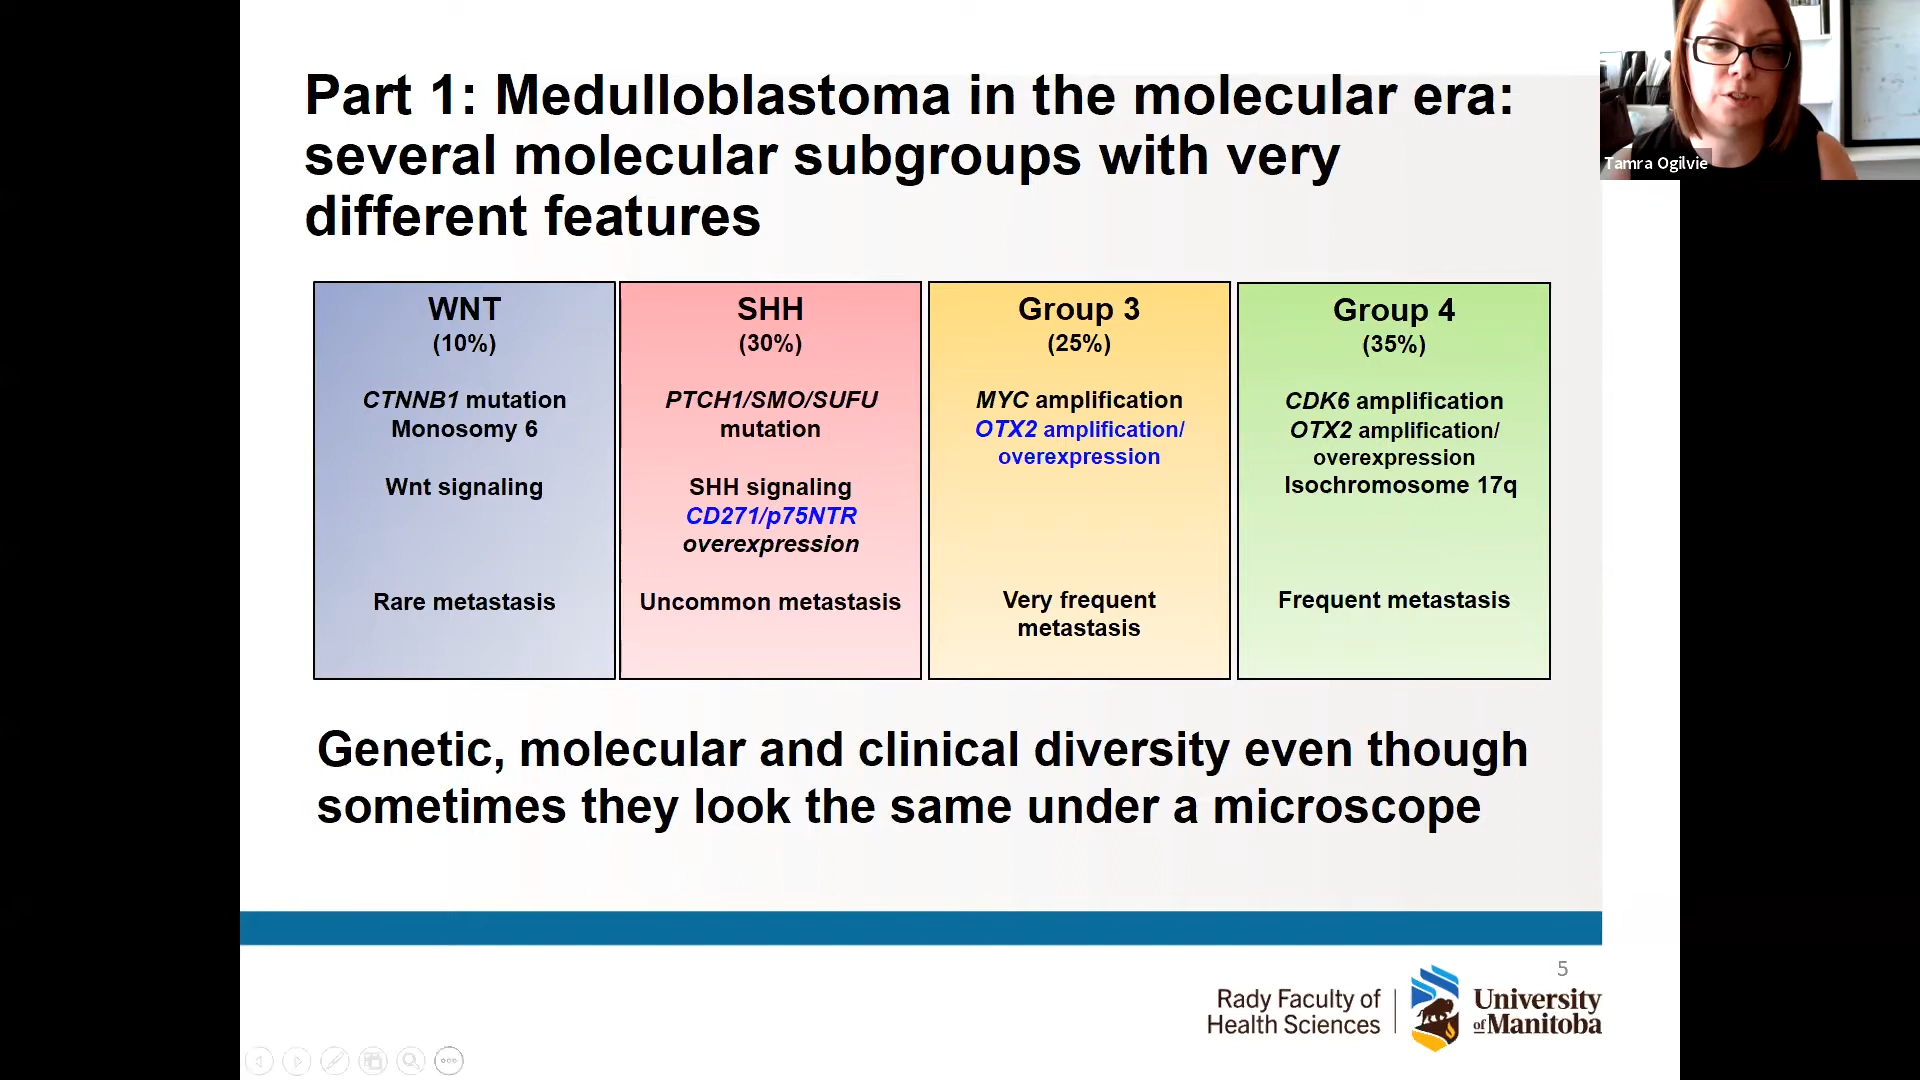 Part 1: Medulloblastoma in the molecular era:
several molecular subgroups with very
different features
Tamra Ogilvie
WNT
(10%)
CTNNB1 mutation
Monosomy 6
Wnt signaling
Rare metastasis
SHH
(30%)
PTCH1/SMO/SUFU
mutation
SHH signaling
CD271/p75NTR
overexpression
Uncommon metastasis
Group 3
(25%)
MYC amplification
OTX2 amplification/
overexpression
Very frequent
metastasis
Group 4
(35%)
CDK6 amplification
OTX2 amplification/
overexpression
Isochromosome 17q
Frequent metastasis
Genetic, molecular and clinical diversity even though
sometimes they look the same under a microscope
5
Rady Faculty of
Health Sciences
University
of Manitoba